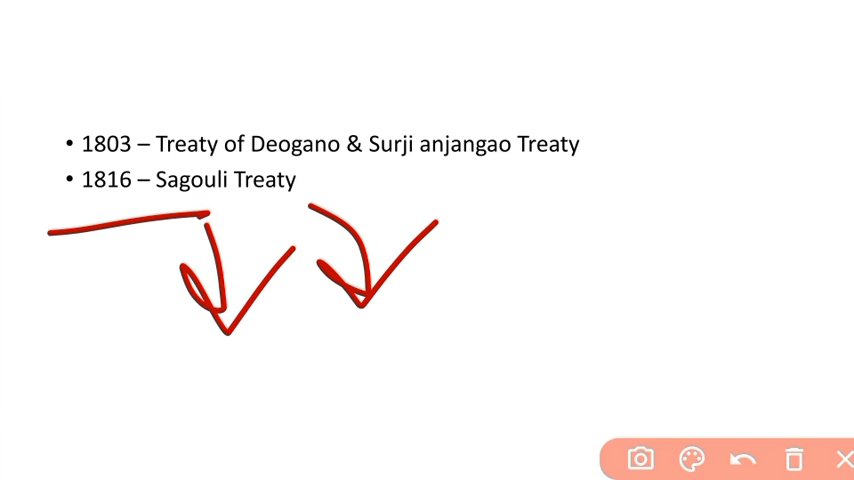 • 1803 – Treaty of Deogano & Surji anjangao Treaty
• 1816 – Sagouli Treaty